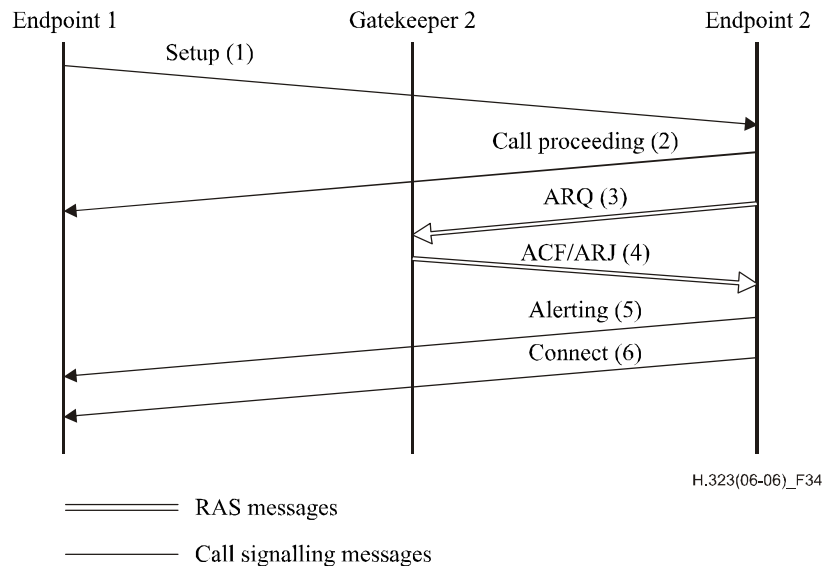 Endpoint 1 Gatekeeper 2 Endpoint 2
Setup (1)
Call proceeding (2)
ARQ (3)
ACF/ARJ (4)
Alerting (5)
Connect (6)
H.323(06-06)_F34
RAS messages
Call signalling messages